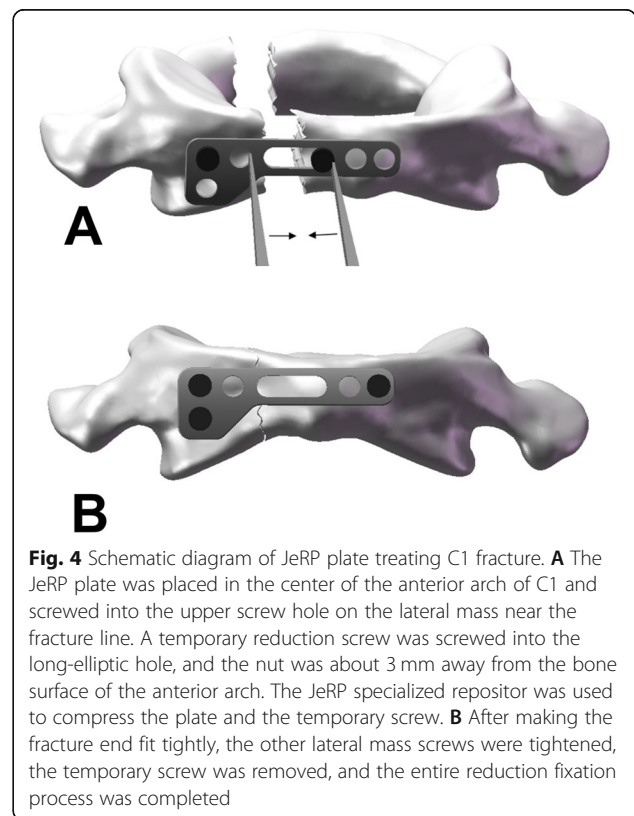 A
B
Fig. 4 Schematic diagram of JeRP plate treating C1 fracture. A The
JeRP plate was placed in the center of the anterior arch of C1 and
screwed into the upper screw hole on the lateral mass near the
fracture line. A temporary reduction screw was screwed into the
long-elliptic hole, and the nut was about 3 mm away from the bone
surface of the anterior arch. The JeRP specialized repositor was used
to compress the plate and the temporary screw. B After making the
fracture end fit tightly, the other lateral mass screws were tightened,
the temporary screw was removed, and the entire reduction fixation
process was completed